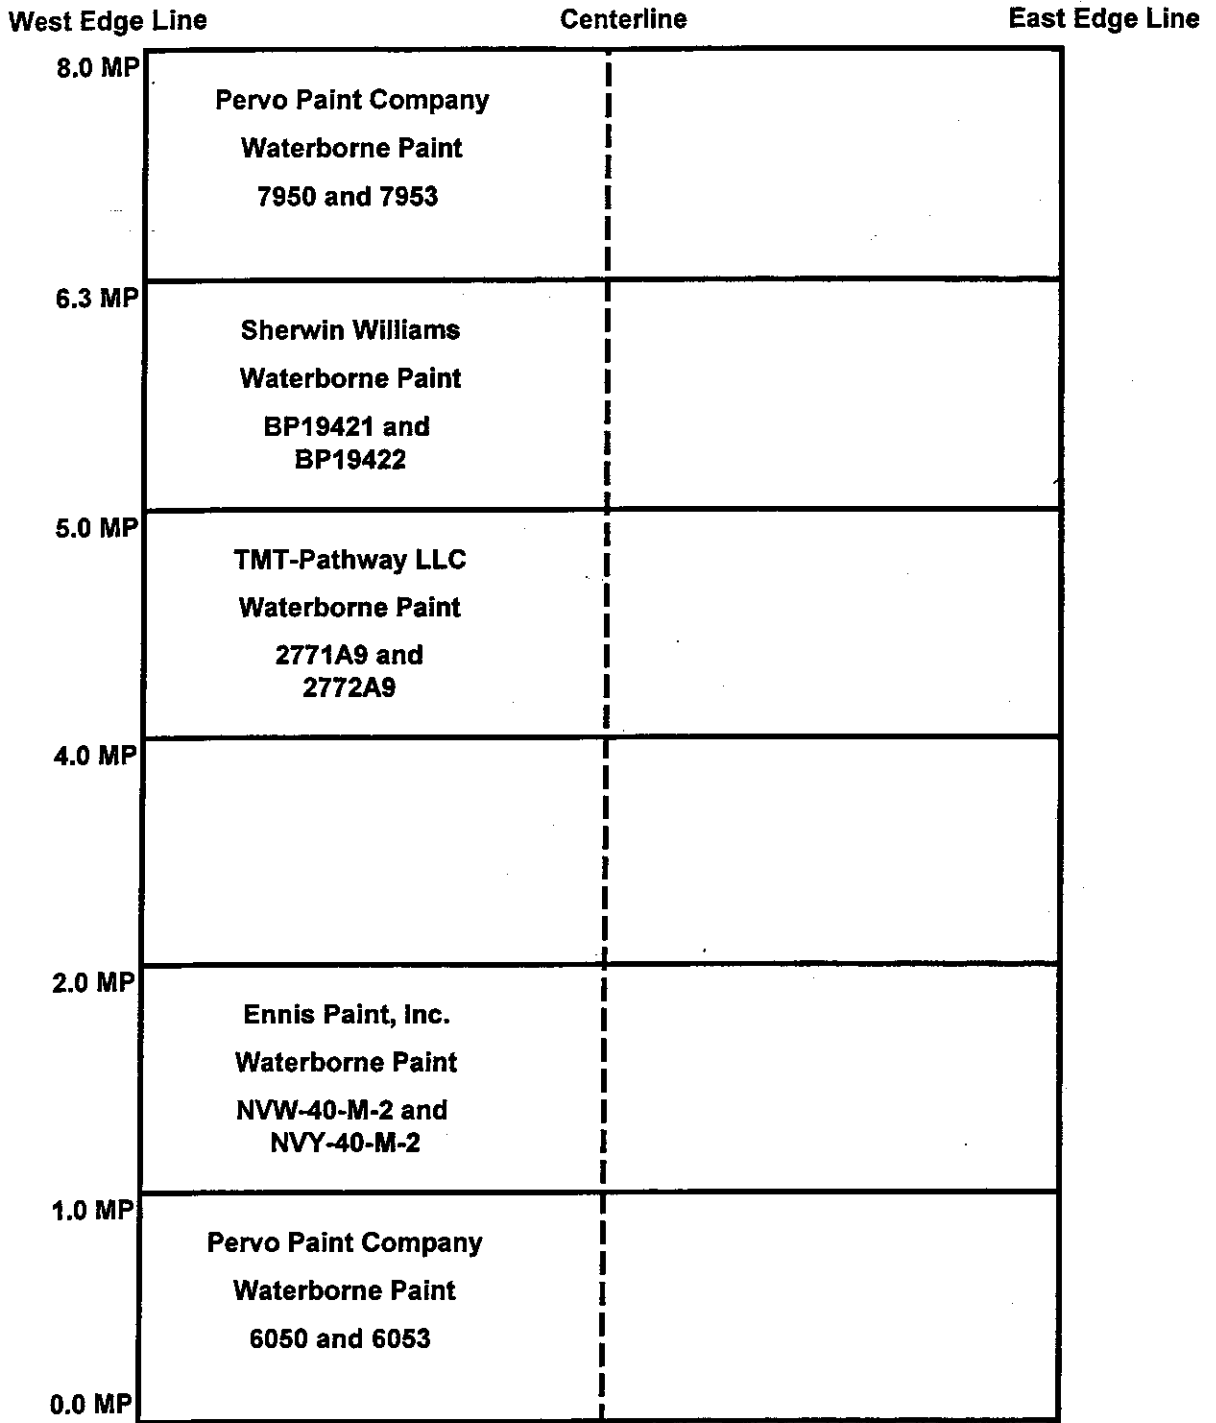 West Edge Line
Centerline
East Edge Line
8.0 MP
Pervo Paint Company
Waterborne Paint
7950 and 7953
6.3 MP
Sherwin Williams
Waterborne Paint
BP19421 and
BP19422
5.0 MP
TMT-Pathway LLC
Waterborne Paint
2771A9 and
2772A9
4.0 MP
2.0 MP
Ennis Paint, Inc.
Waterborne Paint
NVW-40-M-2 and
NVY-40-M-2
1.0 MP
Pervo Paint Company
Waterborne Paint
6050 and 6053
0.0 MP